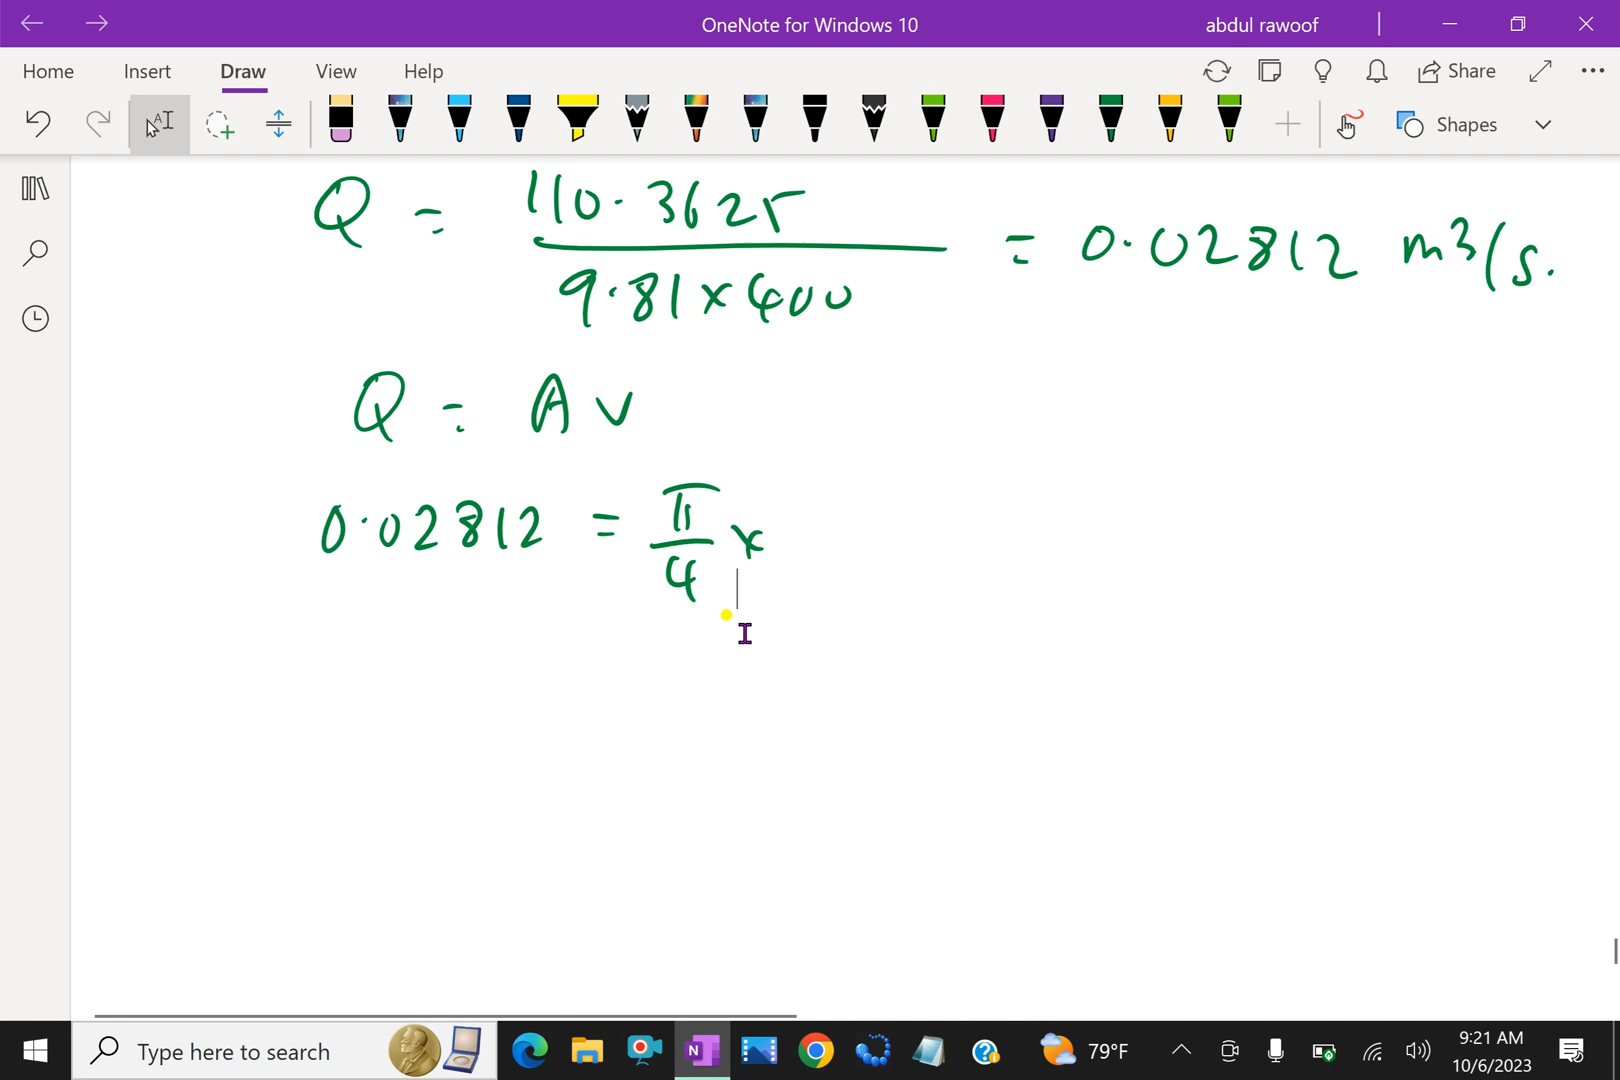 OneNote for Windows 10
abdul rawoof
Home Insert Draw View Help
Share
Shapes
Q = 110.3625 / 9.81 × 400 = 0.02812 m3/s.
Q = A v
0.02812 = π/4 ×
Type here to search
79°F
9:21 AM
10/6/2023